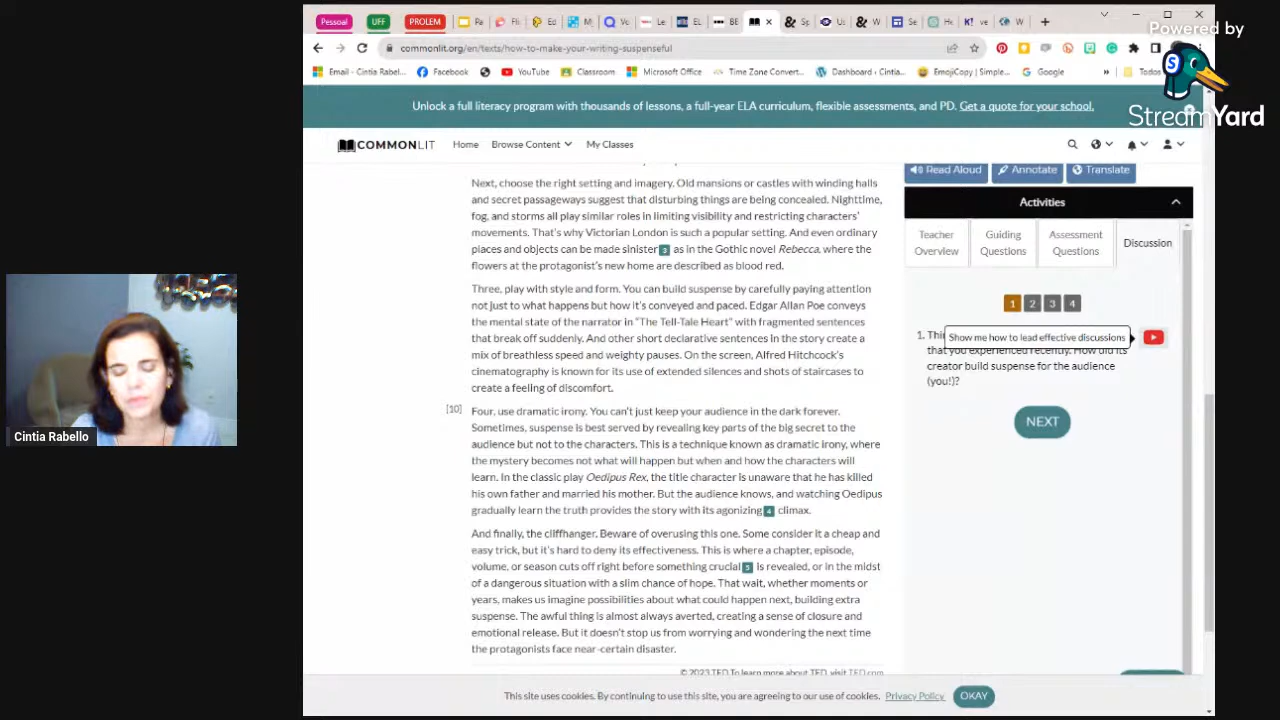 Pessoal UFF PROLEM
commonlit.org/en/texts/how-to-make-your-writing-suspenseful
Powered by
StreamYard
Email - Cintia Rabel... Facebook YouTube Classroom Microsoft Office Time Zone Convert... Dashboard ‹ Cintia... EmojiCopy | Simple... Google » Todos
Unlock a full literacy program with thousands of lessons, a full-year ELA curriculum, flexible assessments, and PD. Get a quote for your school.
COMMONLIT Home Browse Content My Classes
Read Aloud Annotate Translate
Activities
Teacher Overview
Guiding Questions
Assessment Questions
Discussion
1 2 3 4
Show me how to lead effective discussions
that you experienced recently. How did its
creator build suspense for the audience
(you!)?
NEXT
Next, choose the right setting and imagery. Old mansions or castles with winding halls
and secret passageways suggest that disturbing things are being concealed. Nighttime,
fog, and storms all play similar roles in limiting visibility and restricting characters'
movements. That's why Victorian London is such a popular setting. And even ordinary
places and objects can be made sinister 3 as in the Gothic novel Rebecca, where the
flowers at the protagonist's new home are described as blood red.
Three, play with style and form. You can build suspense by carefully paying attention
not just to what happens but how it's conveyed and paced. Edgar Allan Poe conveys
the mental state of the narrator in "The Tell-Tale Heart" with fragmented sentences
that break off suddenly. And other short declarative sentences in the story create a
mix of breathless speed and weighty pauses. On the screen, Alfred Hitchcock's
cinematography is known for its use of extended silences and shots of staircases to
create a feeling of discomfort.
[10] Four, use dramatic irony. You can't just keep your audience in the dark forever.
Sometimes, suspense is best served by revealing key parts of the big secret to the
audience but not to the characters. This is a technique known as dramatic irony, where
the mystery becomes not what will happen but when and how the characters will
learn. In the classic play Oedipus Rex, the title character is unaware that he has killed
his own father and married his mother. But the audience knows, and watching Oedipus
gradually learn the truth provides the story with its agonizing 4 climax.
And finally, the cliffhanger. Beware of overusing this one. Some consider it a cheap and
easy trick, but it's hard to deny its effectiveness. This is where a chapter, episode,
volume, or season cuts off right before something crucial 5 is revealed, or in the midst
of a dangerous situation with a slim chance of hope. That wait, whether moments or
years, makes us imagine possibilities about what could happen next, building extra
suspense. The awful thing is almost always averted, creating a sense of closure and
emotional release. But it doesn't stop us from worrying and wondering the next time
the protagonists face near-certain disaster.
© 2023 TED To learn more about TED, visit TED.com
This site uses cookies. By continuing to use this site, you are agreeing to our use of cookies. Privacy Policy OKAY
Cintia Rabello